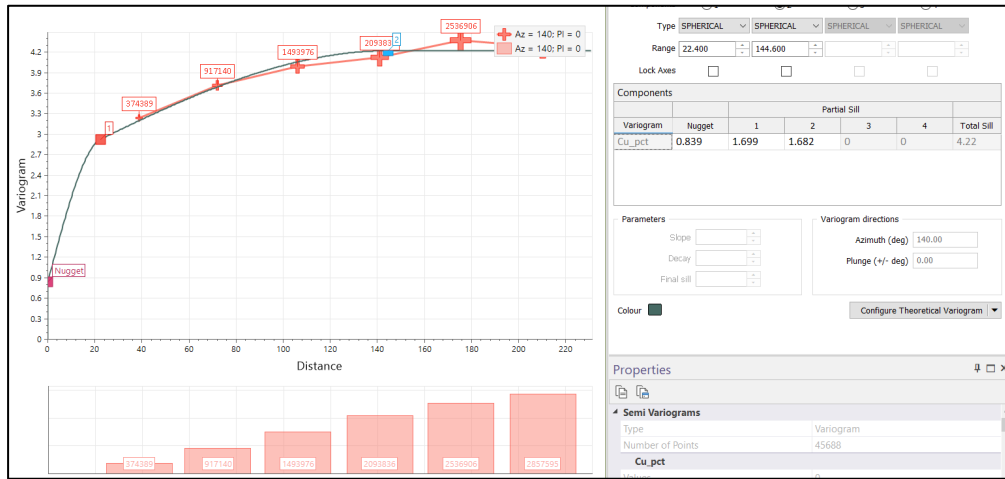 Type SPHERICAL SPHERICAL SPHERICAL SPHERICAL
Range 22.400 144.600
Lock Axes
Components
Partial Sill
Variogram Nugget 1 2 3 4 Total Sill
Cu_pct 0.839 1.699 1.682 0 0 4.22
Parameters
Slope
Decay
Final sill
Variogram directions
Azimuth (deg) 140.00
Plunge (+/- deg) 0.00
Colour
Configure Theoretical Variogram
Properties
Semi Variograms
Type Variogram
Number of Points 45688
Cu_pct
Az = 140; Pl = 0
Az = 140; Pl = 0
374389
917140
1493976
209383
2536906
1
2
Nugget
Variogram
4.2
3.9
3.6
3.3
3
2.7
2.4
2.1
1.8
1.5
1.2
0.9
0.6
0.3
0
0 20 40 60 80 100 120 140 160 180 200 220
Distance
374389 917140 1493976 2093836 2536906 2857595